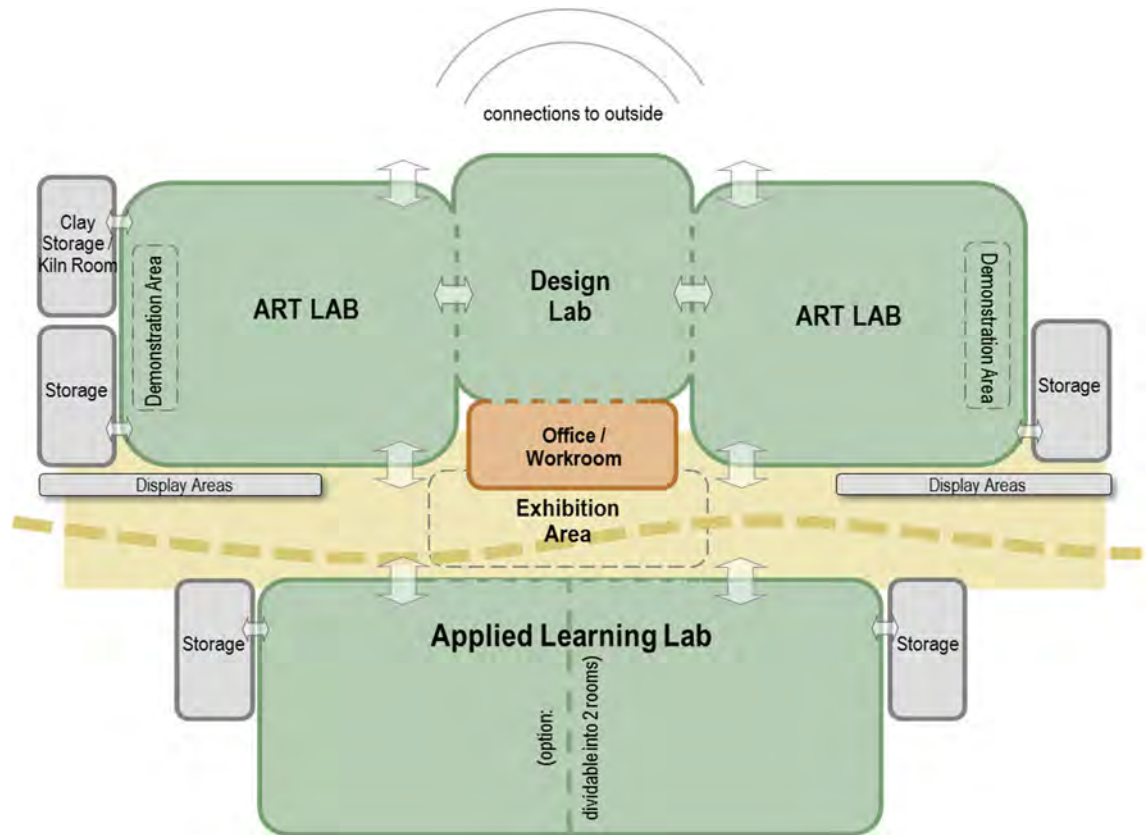 connections to outside
Clay
Storage /
Kiln Room
Demonstration Area
ART LAB
Design
Lab
ART LAB
Demonstration Area
Storage
Storage
Office /
Workroom
Display Areas
Display Areas
Exhibition
Area
Storage
Applied Learning Lab
Storage
(option:
dividable into 2 rooms)